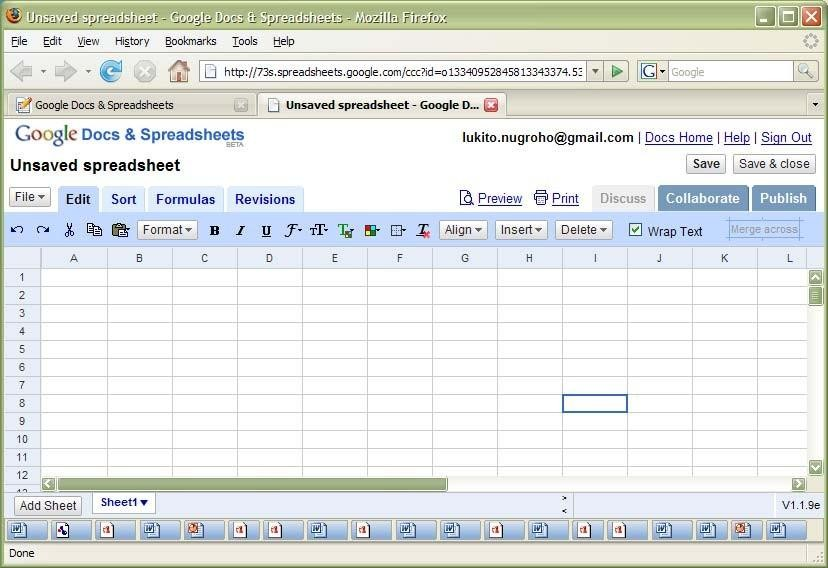 Unsaved spreadsheet - Google Docs & Spreadsheets - Mozilla Firefox
File Edit View History Bookmarks Tools Help
http://73s.spreadsheets.google.com/ccc?id=o13340952845813343374.53 Google
Google Docs & Spreadsheets Unsaved spreadsheet - Google D...
Google Docs & Spreadsheets
BETA
lukito.nugroho@gmail.com | Docs Home | Help | Sign Out
Unsaved spreadsheet Save Save & close
File Edit Sort Formulas Revisions Preview Print Discuss Collaborate Publish
Format B I U Align Insert Delete Wrap Text Merge across
A B C D E F G H I J K L
1
2
3
4
5
6
7
8
9
10
11
12
13
Add Sheet Sheet1 V1.1.9e
Done